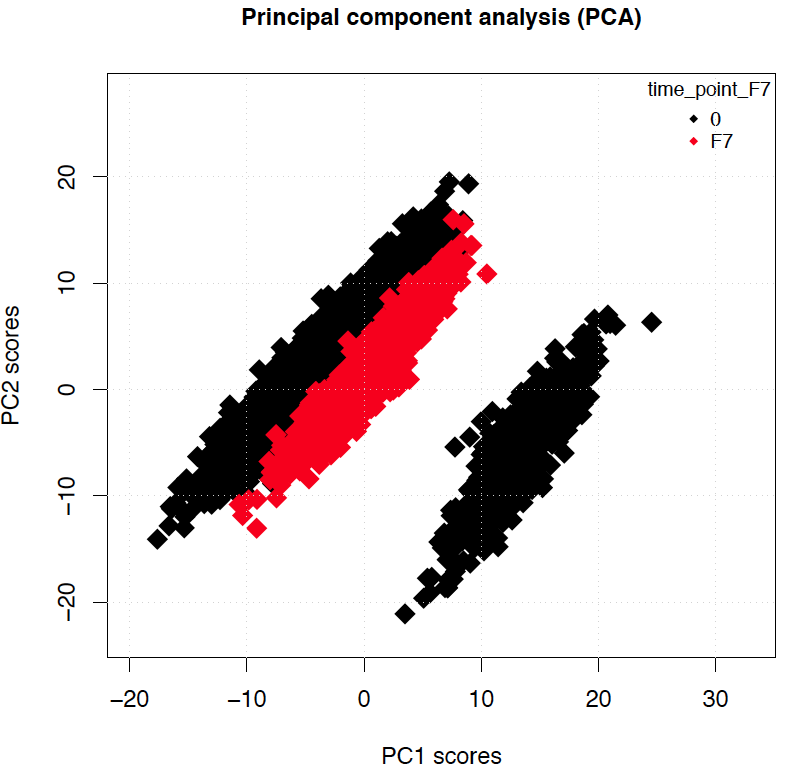 Principal component analysis (PCA)
time_point_F7
0
F7
20
10
0
−10
−20
PC2 scores
−20 −10 0 10 20 30
PC1 scores